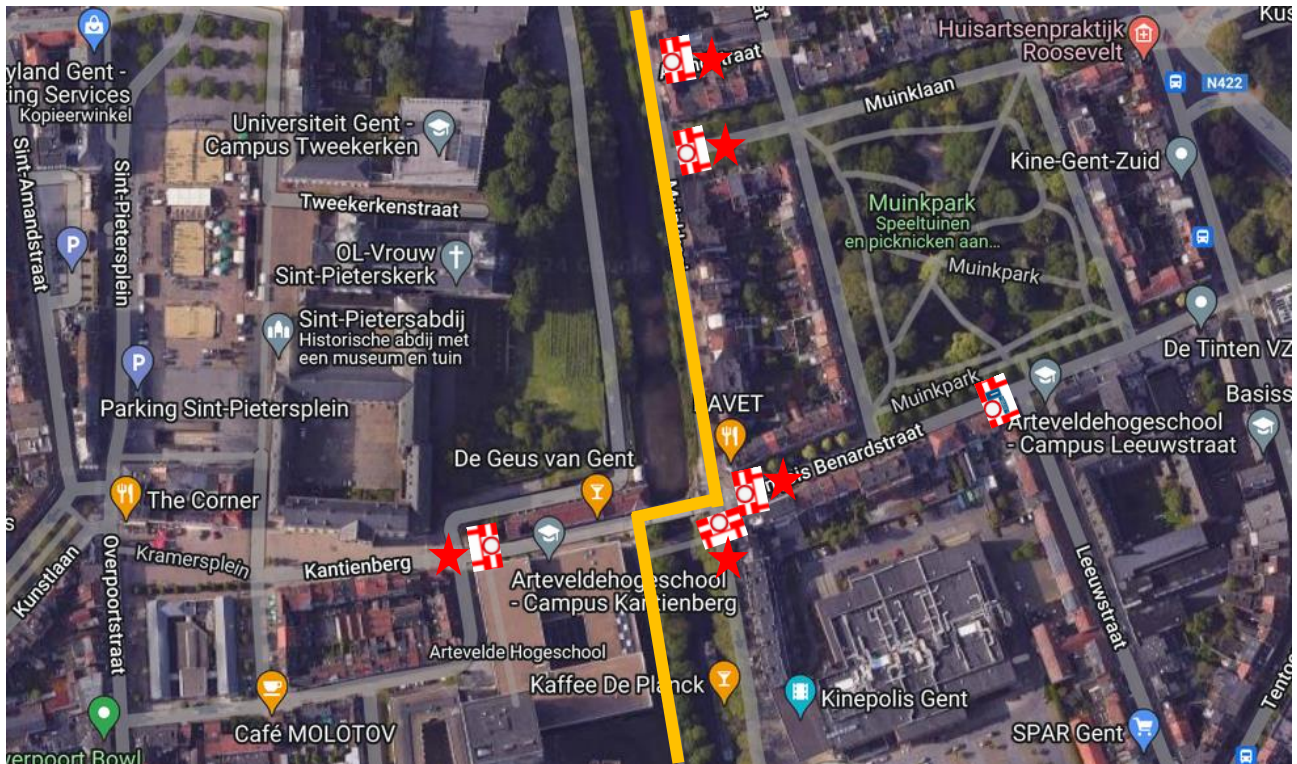 Huisartsenpraktijk
Roosevelt
N422
Muinklaan
Universiteit Gent -
Campus Tweekerken
Kopieerwinkel
Sint-Amandstraat
Sint-Pietersplein
Kine-Gent-Zuid
Tweekerkenstraat
Muinkpark
Speeltuinen
en picknicken aan...
Muinkpark
OL-Vrouw
Sint-Pieterskerk
P
Sint-Pietersabdij
Historische abdij met
een museum en tuin
De Tinten VZ
P
Muinkpark
Parking Sint-Pietersplein
Arteveldehogeschool
- Campus Leeuwstraat
De Geus van Gent
Benardstraat
The Corner
Kramersplein
Kantienberg
Kunstlaan
Overpoortstraat
Arteveldehogeschool
- Campus Kantienberg
Leeuwstraat
Artevelde Hogeschool
Kaffee De Planck
Kinepolis Gent
Café MOLOTOV
SPAR Gent